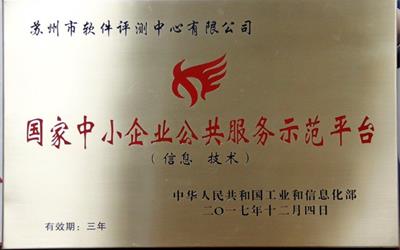 苏州市软件评测中心有限公司
国家中小企业公共服务示范平台
（信息 技术）
中华人民共和国工业和信息化部
二〇一七年十二月四日
有效期：三年